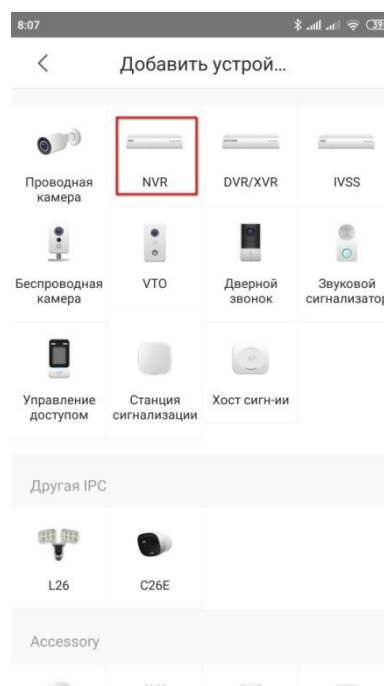 8:07
39
Добавить устрой...
Проводная
камера
NVR
DVR/XVR
IVSS
Беспроводная
камера
VTO
Дверной
звонок
Звуковой
сигнализатор
Управление
доступом
Станция
сигнализации
Хост сигн-ии
Другая IPC
L26
C26E
Accessory